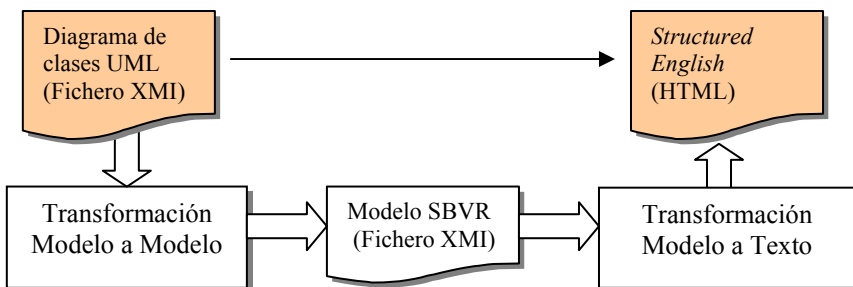 Diagrama de
clases UML
(Fichero XMI)
Structured
English
(HTML)
Transformación
Modelo a Modelo
Modelo SBVR
(Fichero XMI)
Transformación
Modelo a Texto